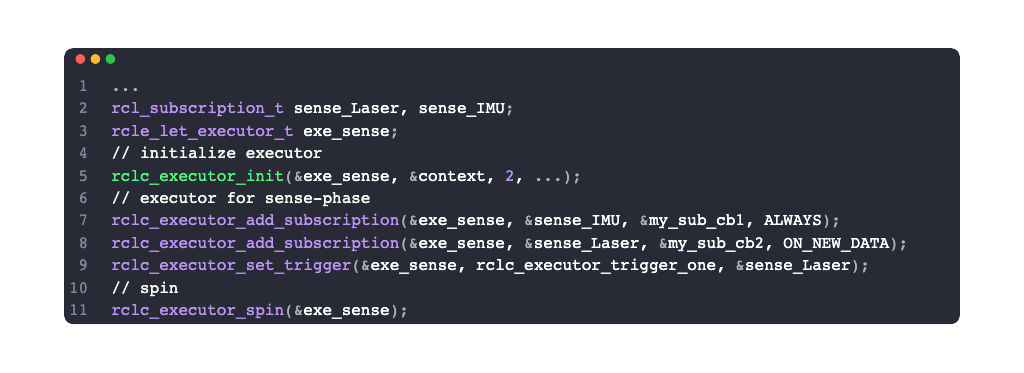 1 ...
2 rcl_subscription_t sense_Laser, sense_IMU;
3 rcle_let_executor_t exe_sense;
4 // initialize executor
5 rclc_executor_init(&exe_sense, &context, 2, ...);
6 // executor for sense-phase
7 rclc_executor_add_subscription(&exe_sense, &sense_IMU, &my_sub_cb1, ALWAYS);
8 rclc_executor_add_subscription(&exe_sense, &sense_Laser, &my_sub_cb2, ON_NEW_DATA);
9 rclc_executor_set_trigger(&exe_sense, rclc_executor_trigger_one, &sense_Laser);
10 // spin
11 rclc_executor_spin(&exe_sense);